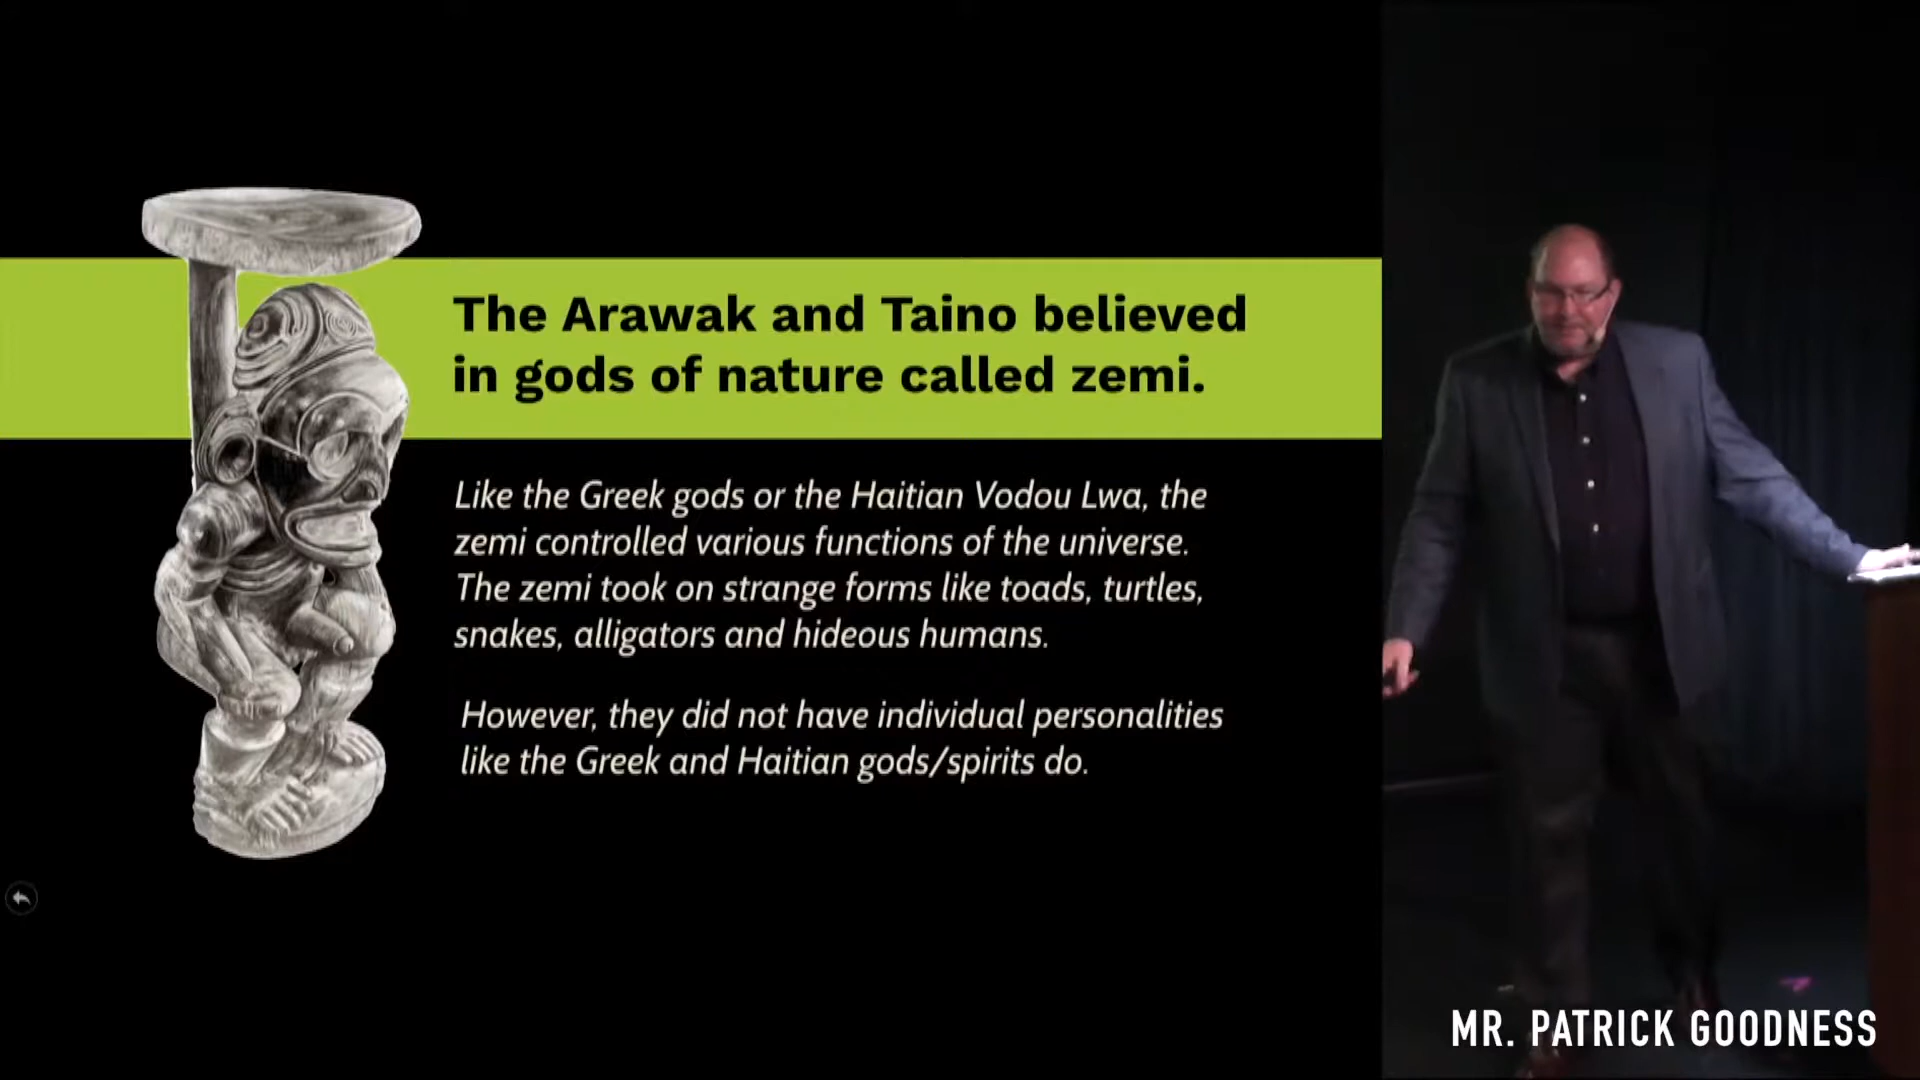 The Arawak and Taino believed
in gods of nature called zemi.
Like the Greek gods or the Haitian Vodou Lwa, the
zemi controlled various functions of the universe.
The zemi took on strange forms like toads, turtles,
snakes, alligators and hideous humans.
However, they did not have individual personalities
like the Greek and Haitian gods/spirits do.
MR. PATRICK GOODNESS